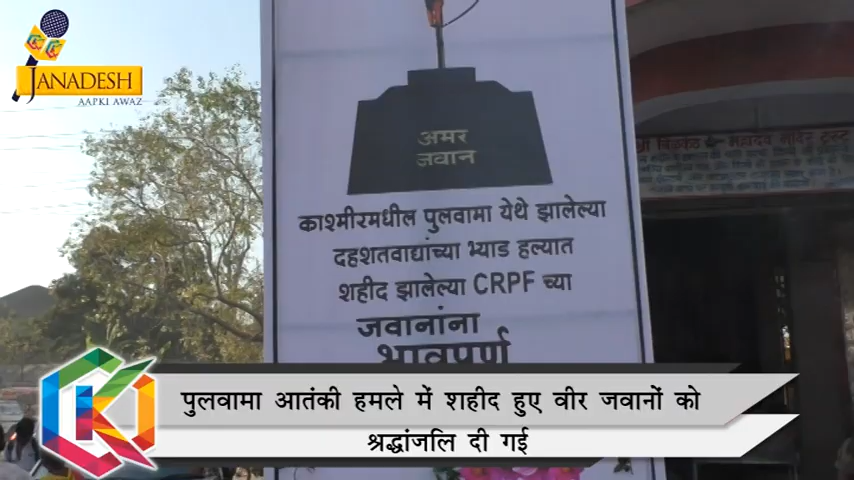 JANADESH
AAPKI AWAZ
अमर
जवान
काश्मीरमधील पुलवामा येथे झालेल्या
दहशतवाद्यांच्या भ्याड हल्यात
शहीद झालेल्या CRPF च्या
जवानांना
भावपूर्ण
पुलवामा आतंकी हमले में शहीद हुए वीर जवानों को
श्रद्धांजलि दी गई